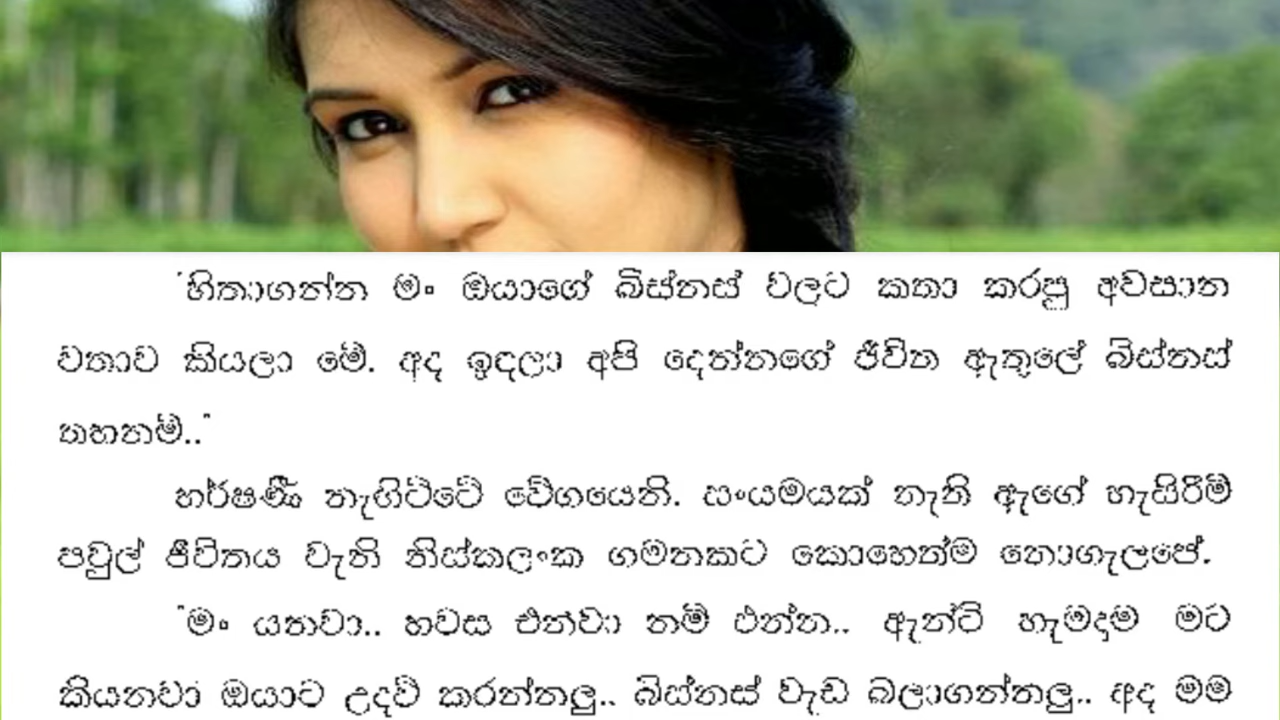 "හිතාගන්න මං ඔයාගේ බිස්නස් වලට කතා කරපු අවසාන
වතාව කියලා මේ. අද ඉඳලා අපි දෙන්නගේ ජීවිත ඇතුලේ බිස්නස්
තහනම්.."
හර්ෂණී නැගිට්ටේ වේගයෙනි. සංයමයක් නැති ඇගේ හැසිරිම්
පවුල් ජීවිතය වැනි නිස්කලංක ගමනකට කොහෙත්ම නොගැලපේ.
"මං යනවා.. හවස එනවා නම් එන්න.. ඇන්ටි හැමදාම මට
කියනවා ඔයාට උදව් කරන්නලු.. බිස්නස් වැඩ බලාගන්නලු.. අද මම